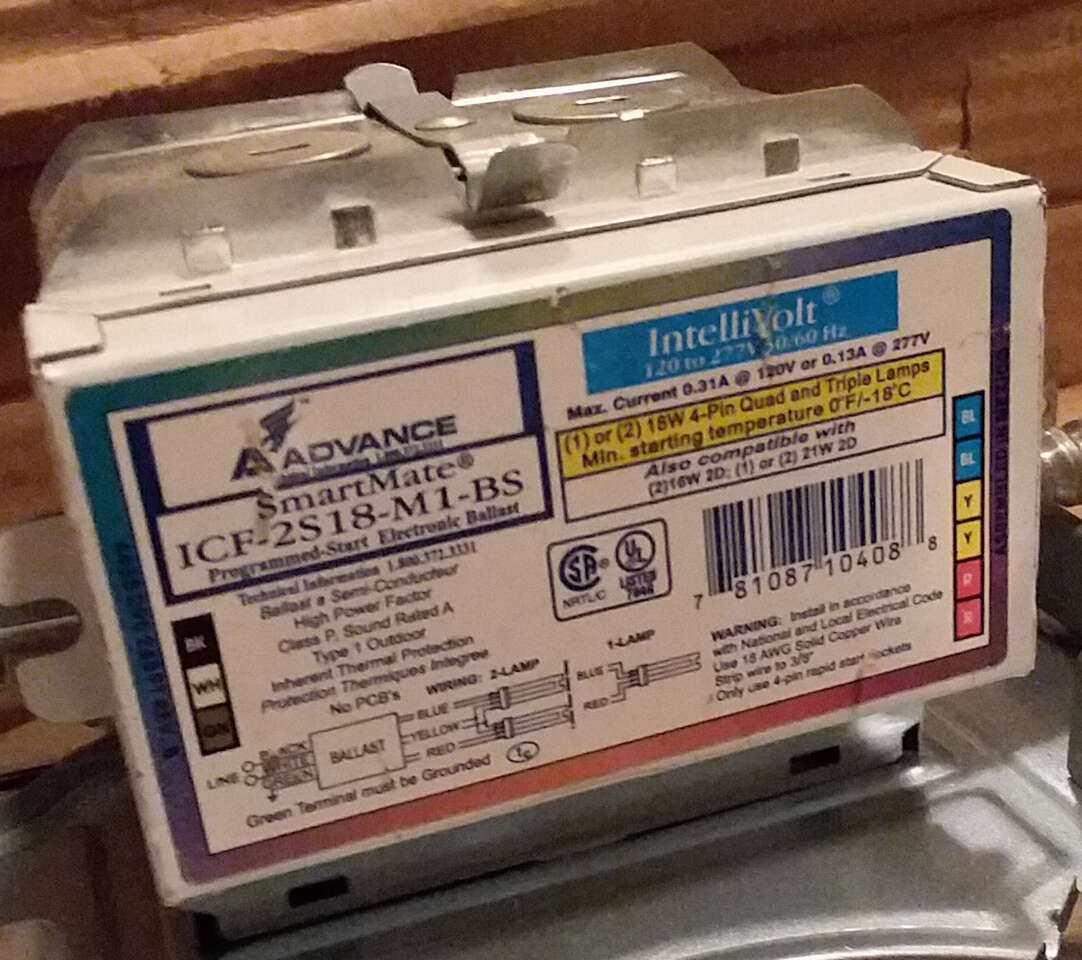 ADVANCE
SmartMate®
ICF-2S18-M1-BS
Programmed-Start Electronic Ballast
Technical Information 1.800.372.3331
Ballast a Semi-Conducteur
High Power Factor
Class P, Sound Rated A
Type 1 Outdoor
Inherent Thermal Protection
Protection Thermiques Integree
No PCB's
BK
WH
GN
WIRING: 2-LAMP
1-LAMP
BLUE
YELLOW
RED
BLUE
RED
BALLAST
LINE
BLACK
WHITE
GREEN
Green Terminal must be Grounded
IntelliVolt®
120 to 277V 50/60 Hz
Max. Current 0.31A @ 120V or 0.13A @ 277V
(1) or (2) 18W 4-Pin Quad and Triple Lamps
Min. starting temperature 0°F/-18°C
Also compatible with
(2)16W 2D; (1) or (2) 21W 2D
SA®
NRTL/C
UL
LISTED
7 81087 10408 8
WARNING: Install in accordance
with National and Local Electrical Code
Use 18 AWG Solid Copper Wire
Strip wire to 3/8"
Only use 4-pin rapid start sockets
BL
BL
Y
Y
R
R